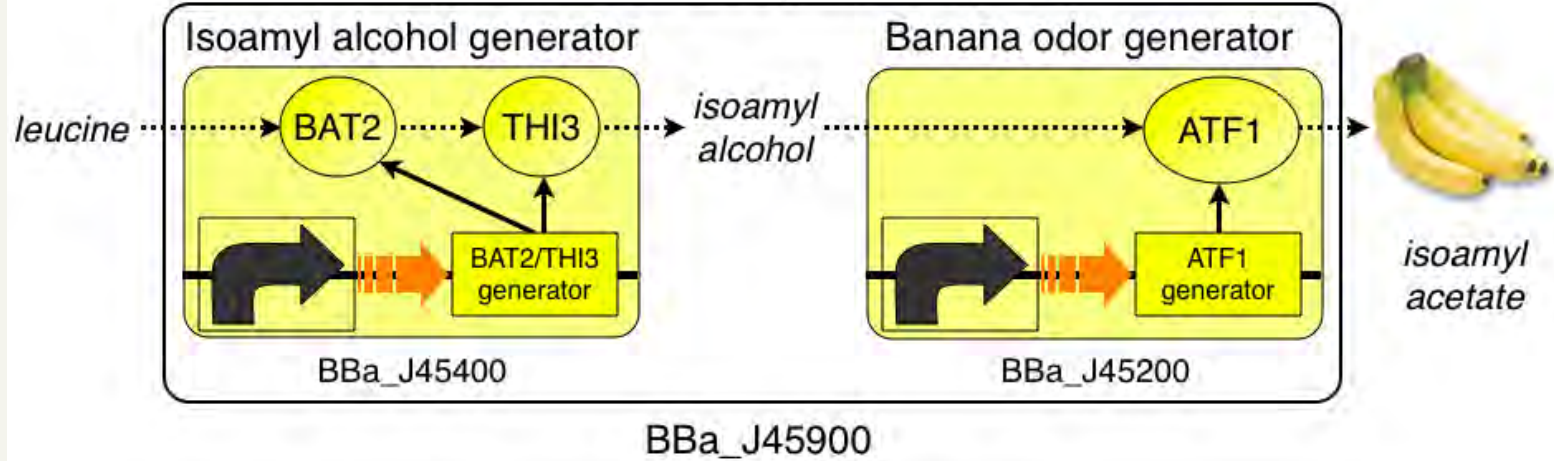 Isoamyl alcohol generator
Banana odor generator
leucine
BAT2
THI3
isoamyl
alcohol
ATF1
BAT2/THI3
generator
ATF1
generator
isoamyl
acetate
BBa_J45400
BBa_J45200
BBa_J45900